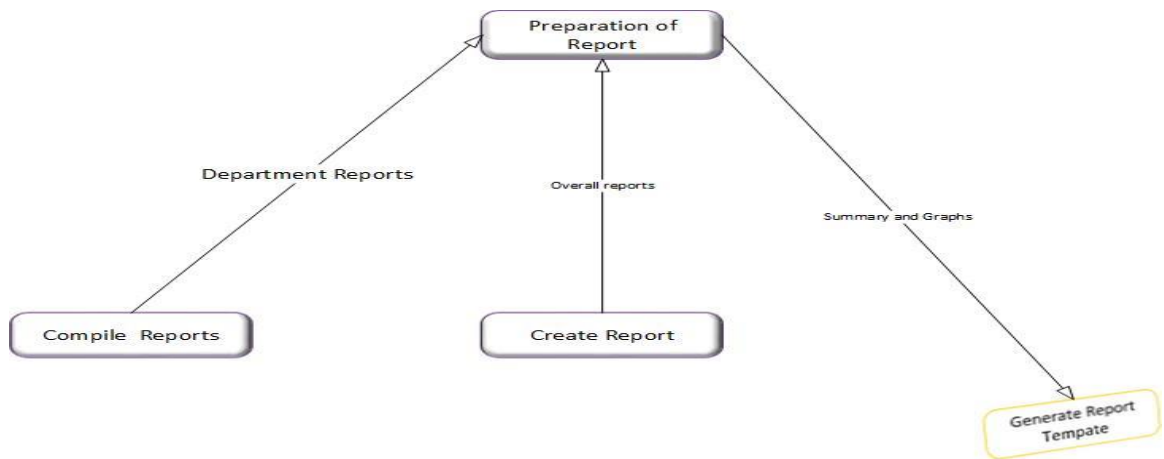 Preparation of
Report
Department Reports
Overall reports
Summary and Graphs
Compile Reports
Create Report
Generate Report
Tempate